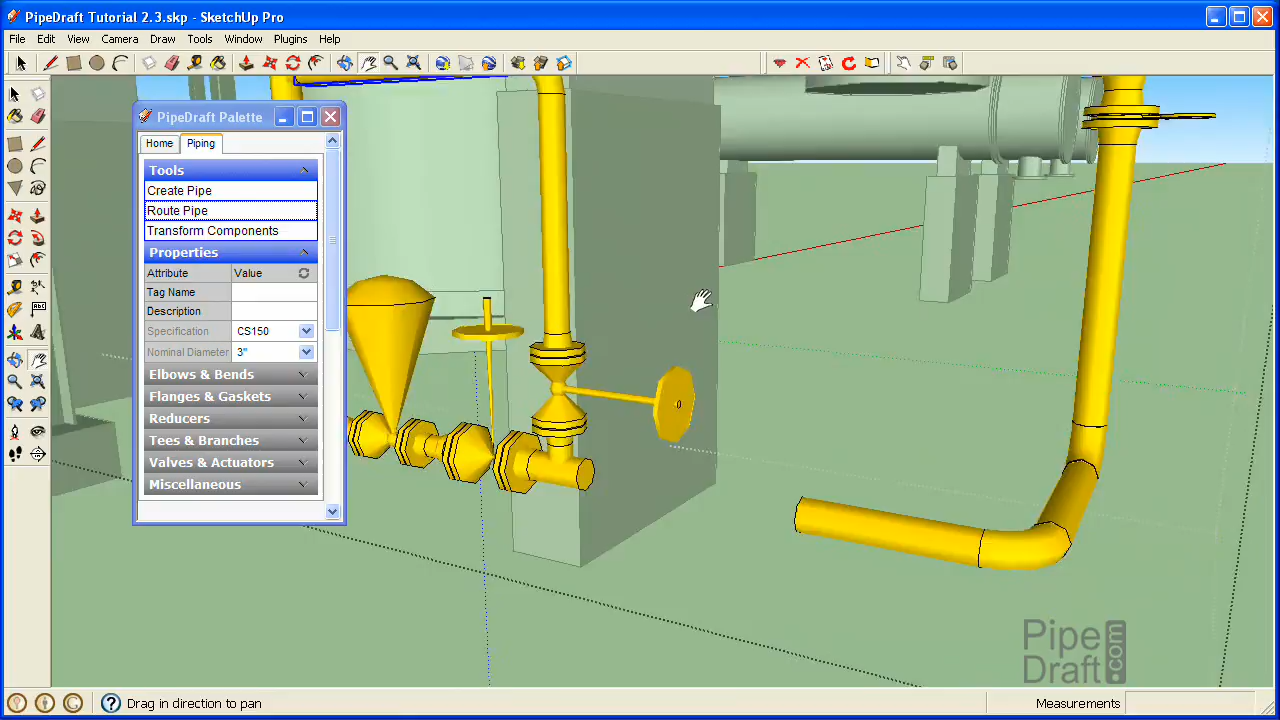 PipeDraft Tutorial 2.3.skp - SketchUp Pro
File Edit View Camera Draw Tools Window Plugins Help
PipeDraft Palette
Home Piping
Tools
Create Pipe
Route Pipe
Transform Components
Properties
Attribute Value
Tag Name
Description
Specification CS150
Nominal Diameter 3"
Elbows & Bends
Flanges & Gaskets
Reducers
Tees & Branches
Valves & Actuators
Miscellaneous
Pipe
Draft.com
Drag in direction to pan
Measurements